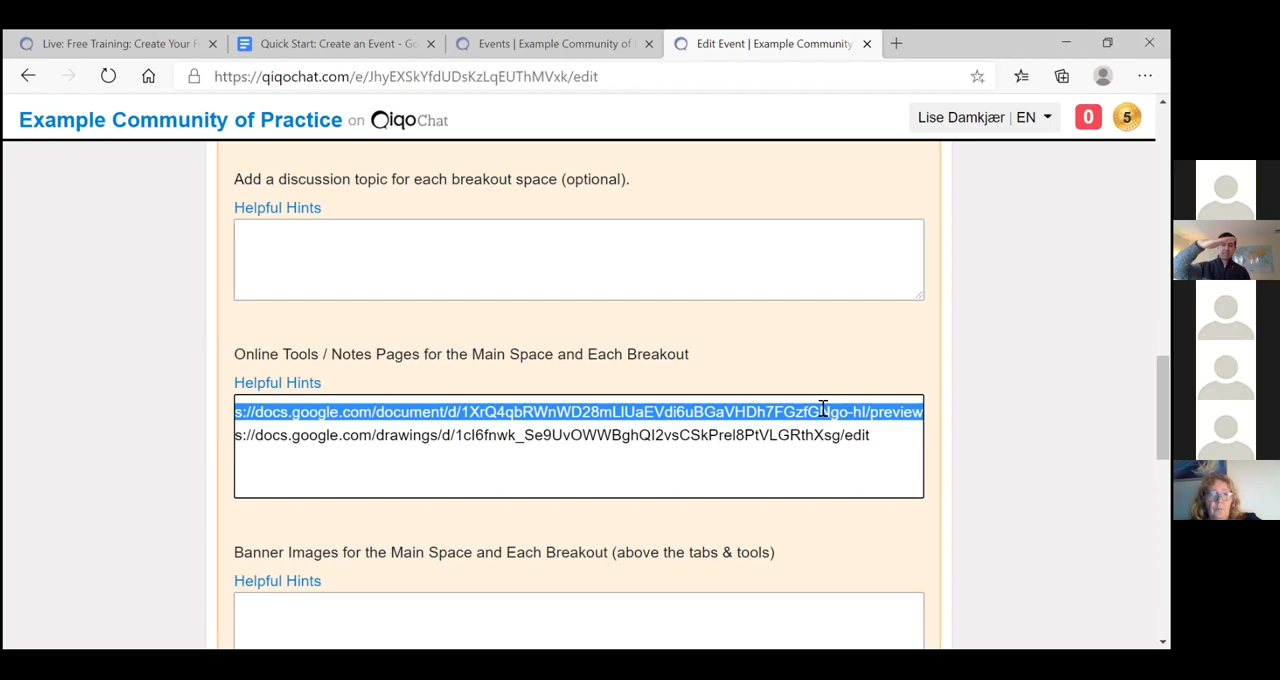 Live: Free Training: Create Your F
Quick Start: Create an Event - Go
Events | Example Community of
Edit Event | Example Community
https://qiqochat.com/e/JhyEXSkYfdUDsKzLqEUThMVxk/edit
Example Community of Practice on QiqoChat
Lise Damkjær | EN
0
5
Add a discussion topic for each breakout space (optional).
Helpful Hints
Online Tools / Notes Pages for the Main Space and Each Breakout
Helpful Hints
s://docs.google.com/document/d/1XrQ4qbRWnWD28mLlUaEVdi6uBGaVHDh7FGzfG
go-hI/preview
s://docs.google.com/drawings/d/1cI6fnwk_Se9UvOWWBghQI2vsCSkPreI8PtVLGRthXsg/edit
Banner Images for the Main Space and Each Breakout (above the tabs & tools)
Helpful Hints